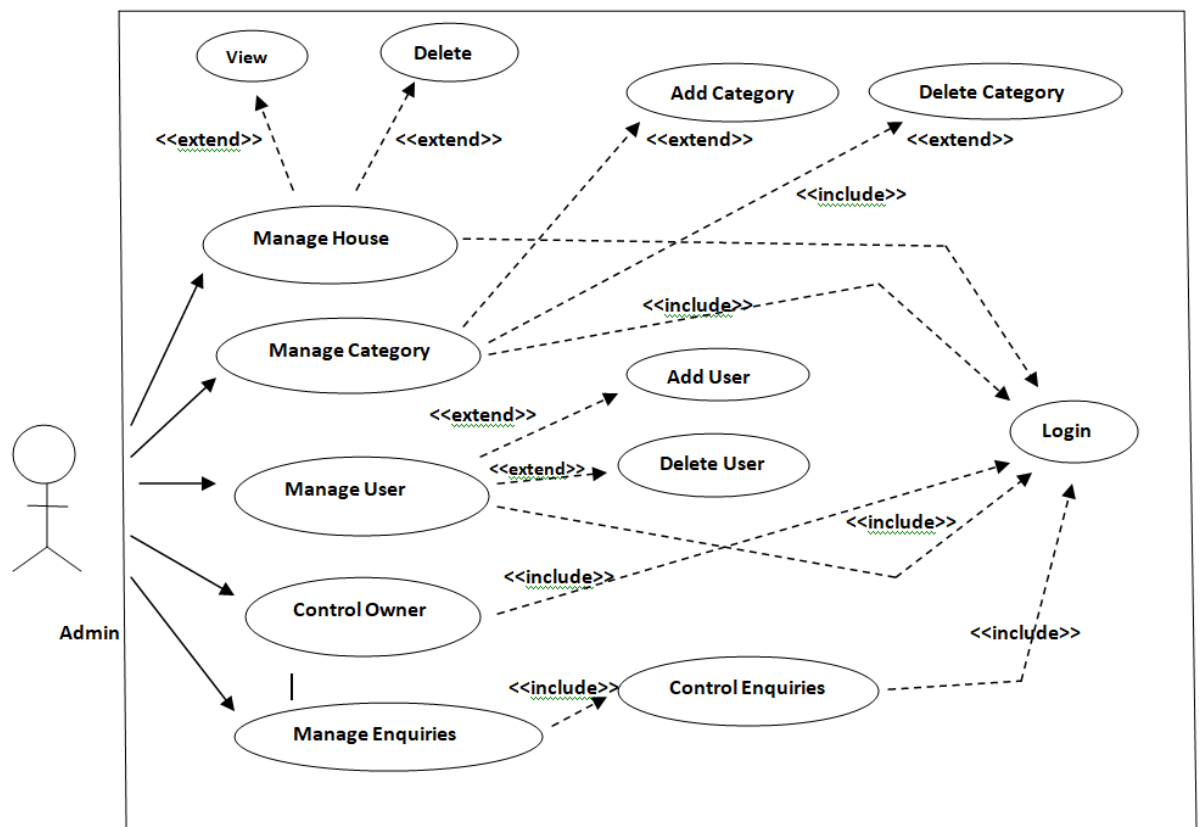 View
Delete
Add Category
Delete Category
<<extend>>
<<extend>>
<<extend>>
<<extend>>
<<include>>
Manage House
<<include>>
Manage Category
Add User
<<extend>>
Login
Delete User
<<extend>>
Manage User
<<include>>
<<include>>
Control Owner
Admin
<<include>>
<<include>>
Control Enquiries
Manage Enquiries